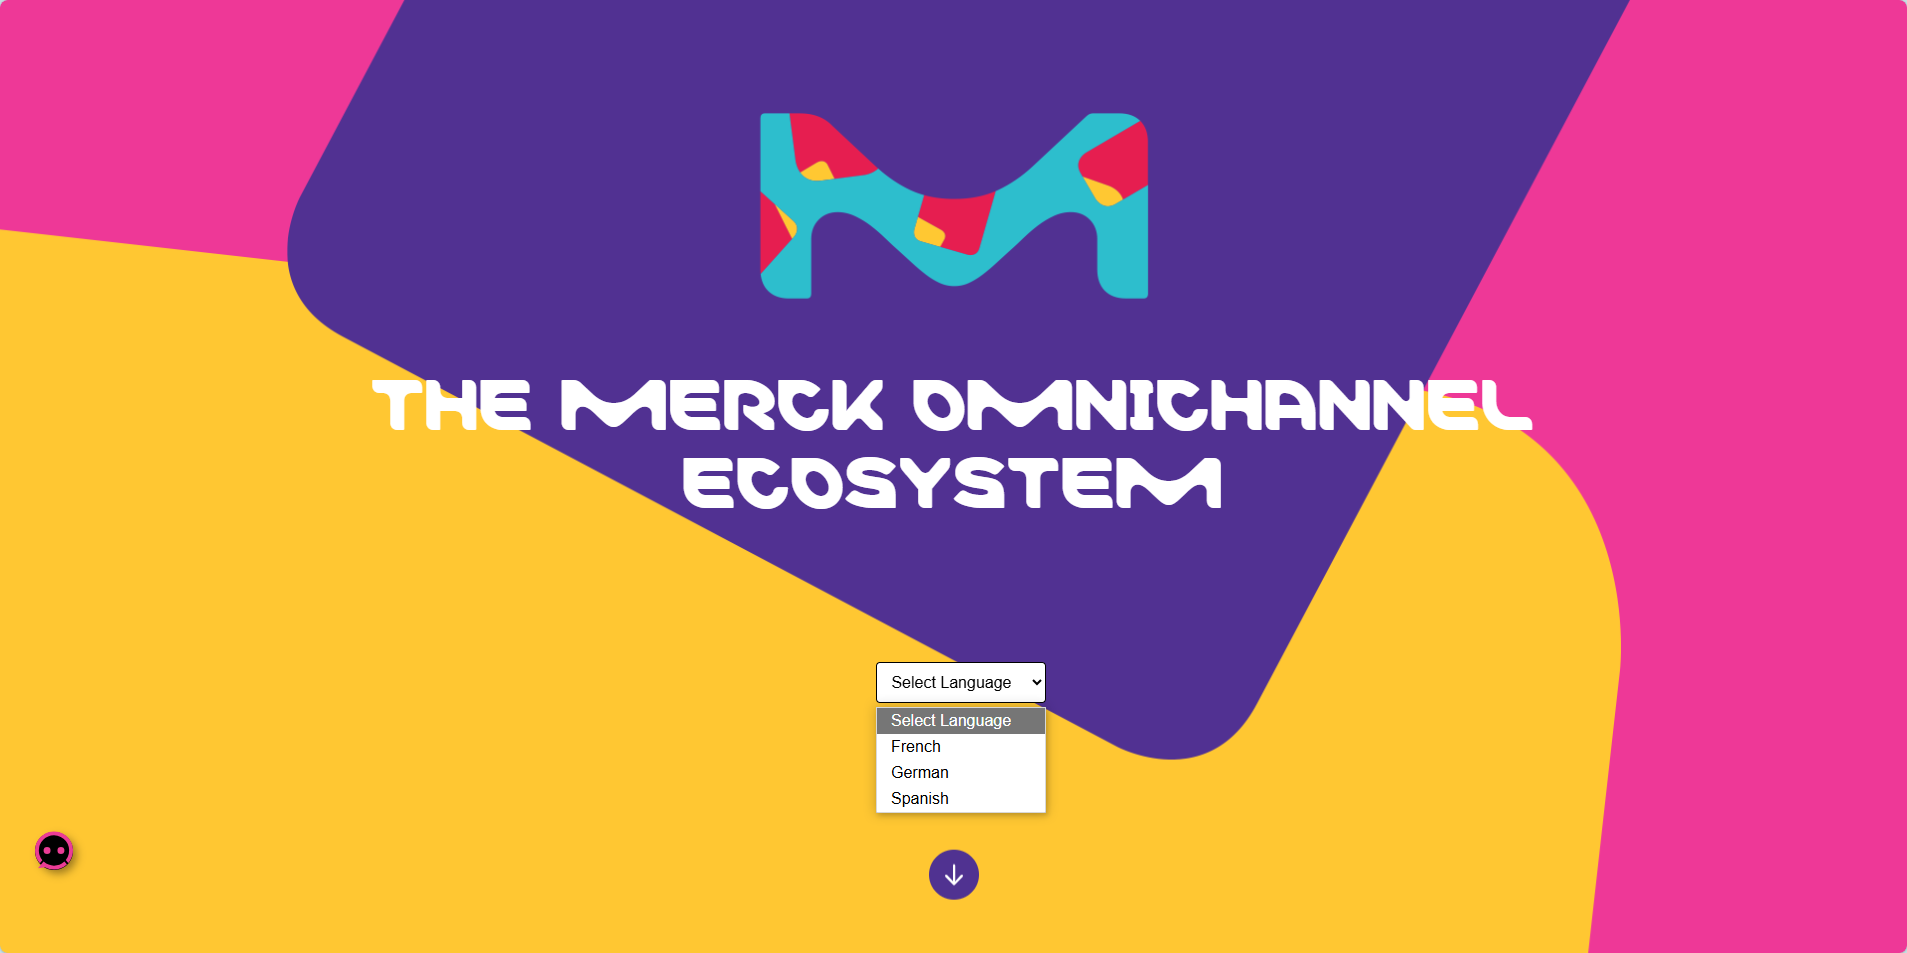 THE MERCK OMNICHANNEL
ECOSYSTEM
Select Language
Select Language
French
German
Spanish